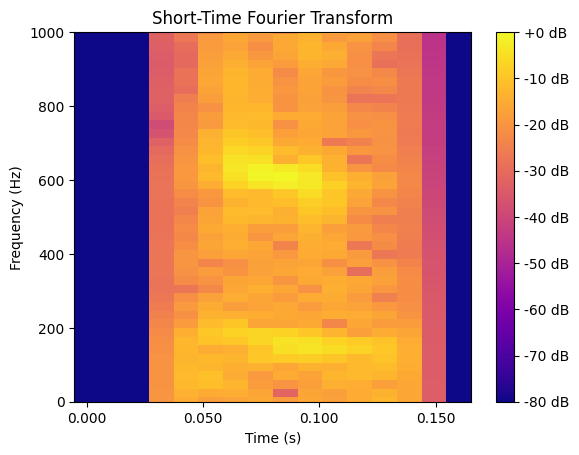 Short-Time Fourier Transform
1000
800
600
400
200
0
Frequency (Hz)
0.000
0.050
0.100
0.150
Time (s)
+0 dB
-10 dB
-20 dB
-30 dB
-40 dB
-50 dB
-60 dB
-70 dB
-80 dB